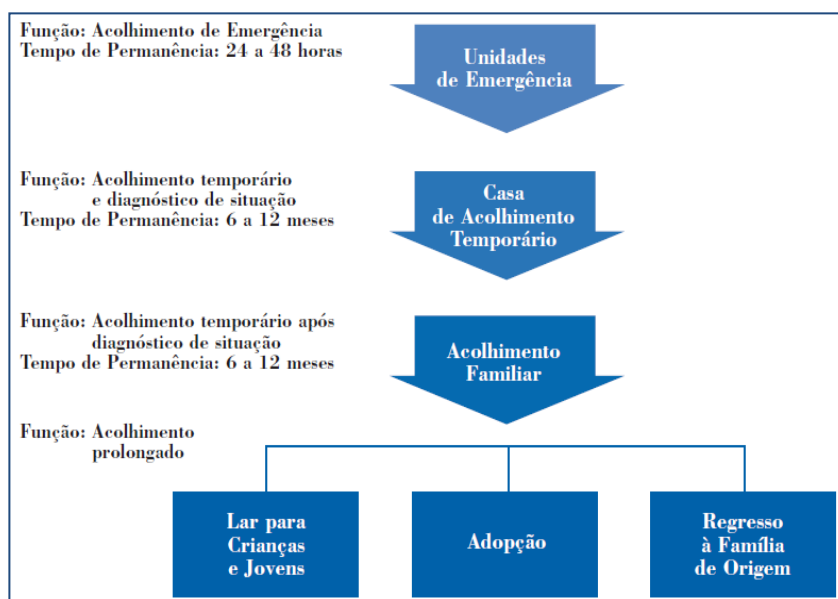 Função: Acolhimento de Emergência
Tempo de Permanência: 24 a 48 horas
Unidades
de Emergência
Função: Acolhimento temporário
e diagnóstico de situação
Tempo de Permanência: 6 a 12 meses
Casa
de Acolhimento
Temporário
Função: Acolhimento temporário após
diagnóstico de situação
Tempo de Permanência: 6 a 12 meses
Acolhimento
Familiar
Função: Acolhimento
prolongado
Lar para
Crianças
e Jovens
Adopção
Regresso
à Família
de Origem